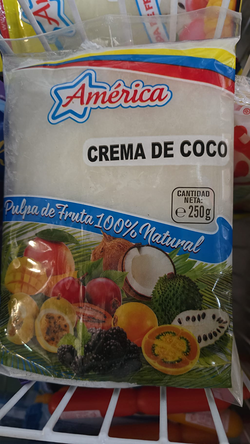 América
CREMA DE COCO
CANTIDAD
NETA:
e 250g
Pulpa de Fruta 100% Natural